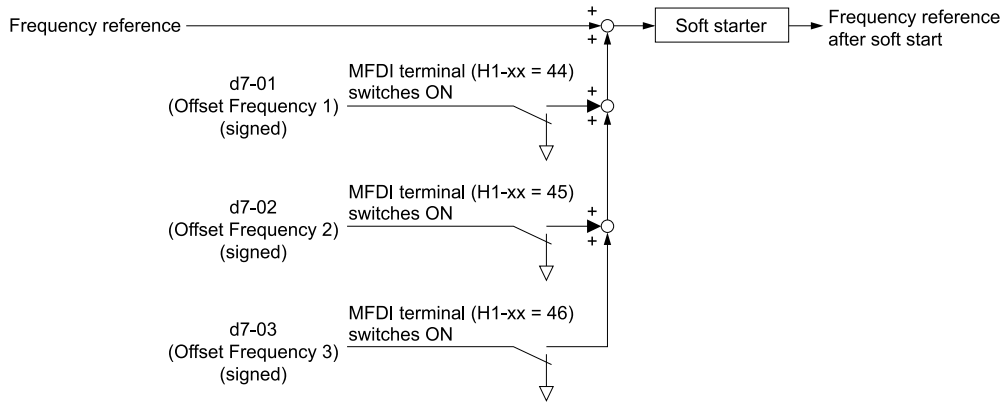 Frequency reference
+
+
Soft starter
Frequency reference
after soft start
d7-01
(Offset Frequency 1)
(signed)
MFDI terminal (H1-xx = 44)
switches ON
+
+
d7-02
(Offset Frequency 2)
(signed)
MFDI terminal (H1-xx = 45)
switches ON
+
+
d7-03
(Offset Frequency 3)
(signed)
MFDI terminal (H1-xx = 46)
switches ON